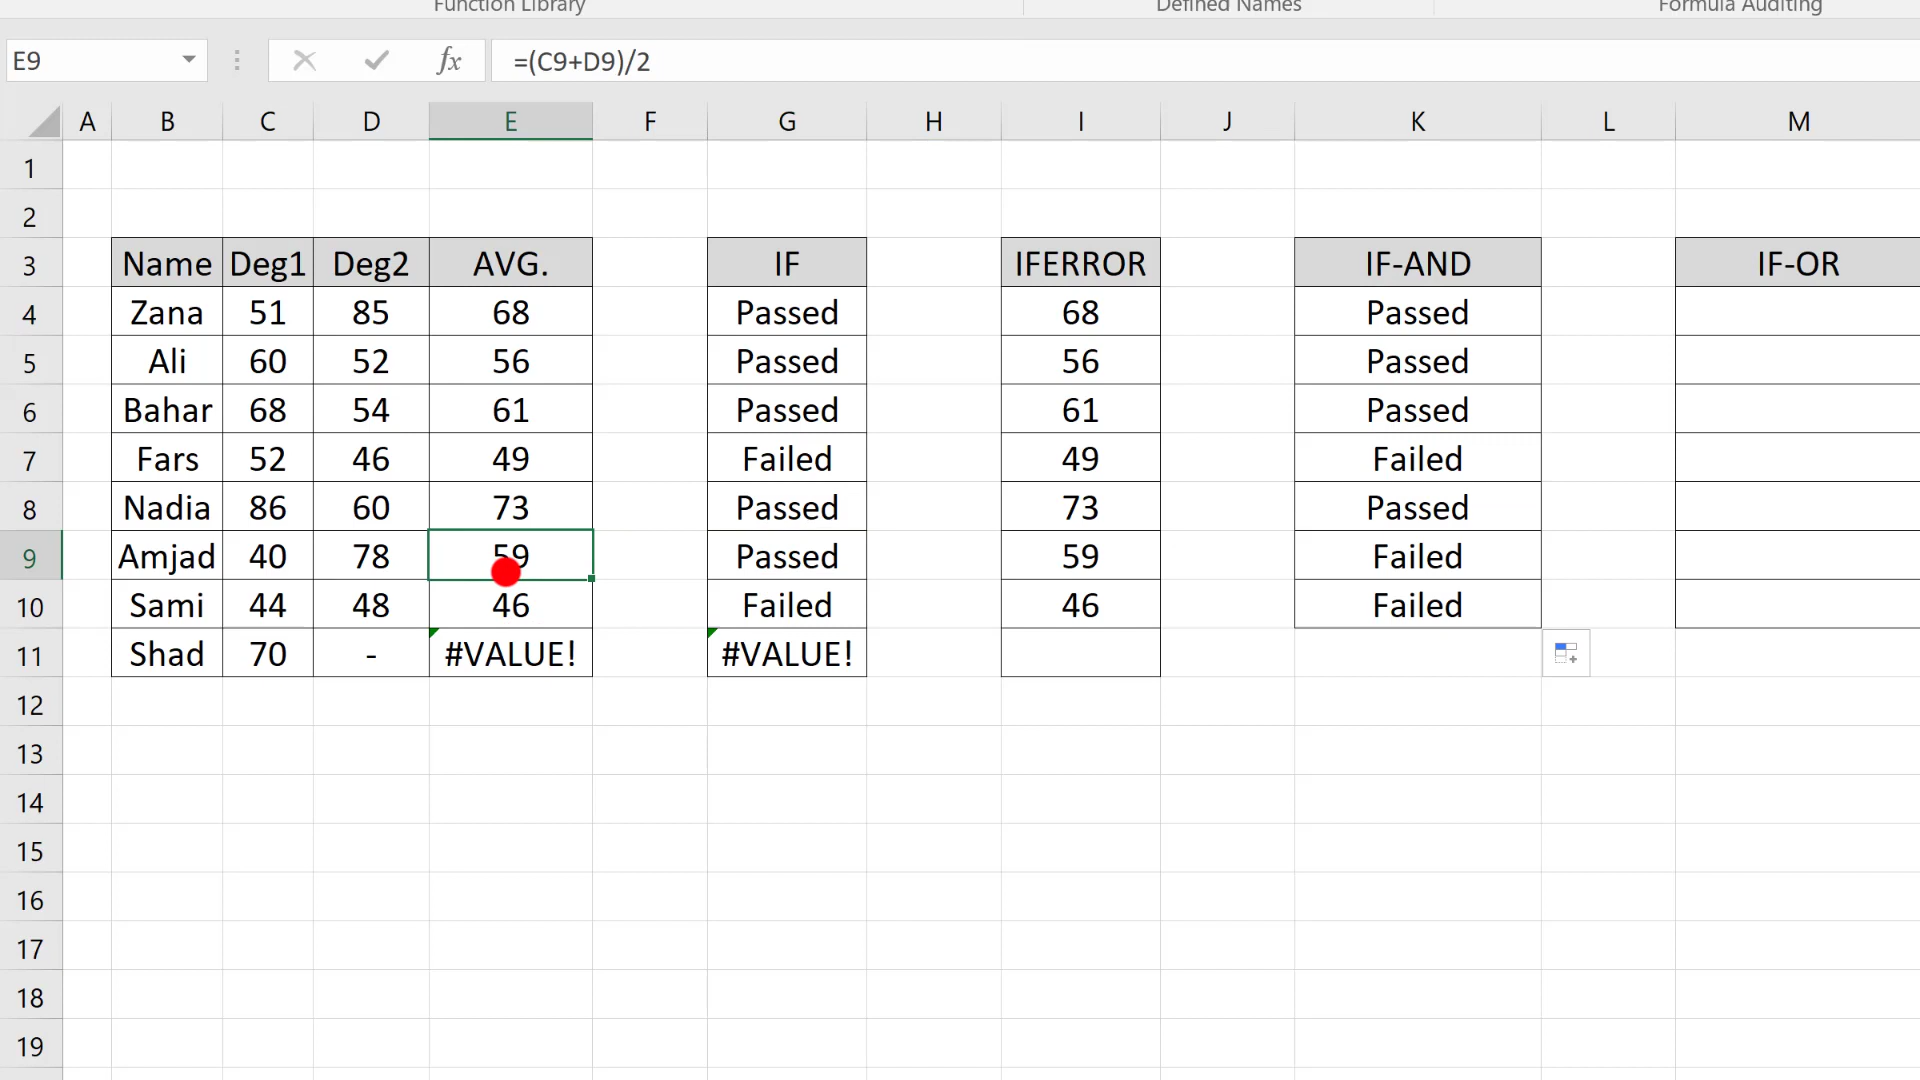 Function Library Defined Names Formula Auditing
E9 fx =(C9+D9)/2
A B C D E F G H I J K L M
1
2
3 Name Deg1 Deg2 AVG. IF IFERROR IF-AND IF-OR
4 Zana 51 85 68 Passed 68 Passed
5 Ali 60 52 56 Passed 56 Passed
6 Bahar 68 54 61 Passed 61 Passed
7 Fars 52 46 49 Failed 49 Failed
8 Nadia 86 60 73 Passed 73 Passed
9 Amjad 40 78 59 Passed 59 Failed
10 Sami 44 48 46 Failed 46 Failed
11 Shad 70 - #VALUE! #VALUE!
12
13
14
15
16
17
18
19